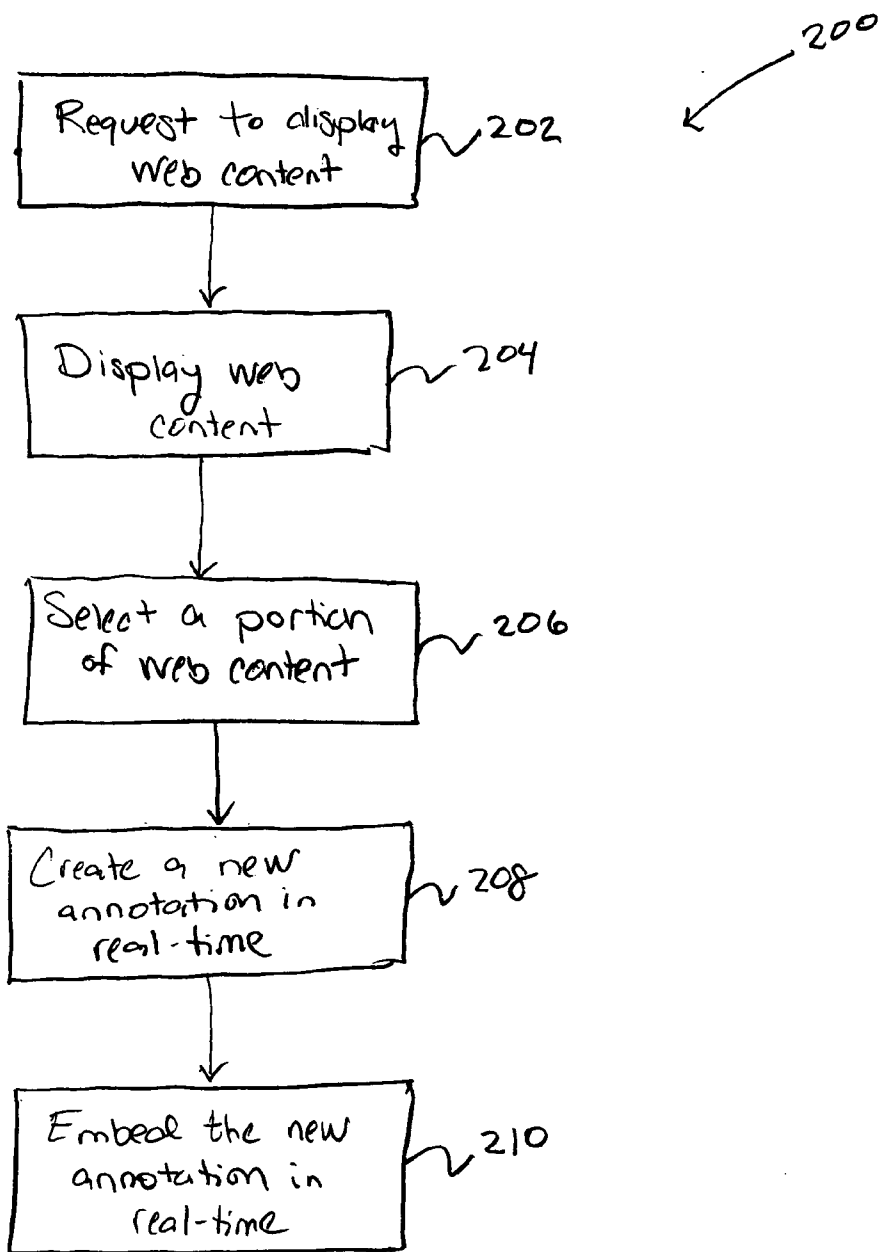 200
Request to display
web content
202
Display web
content
204
Select a portion
of web content
206
Create a new
annotation in
real-time
208
Embed the new
annotation in
real-time
210